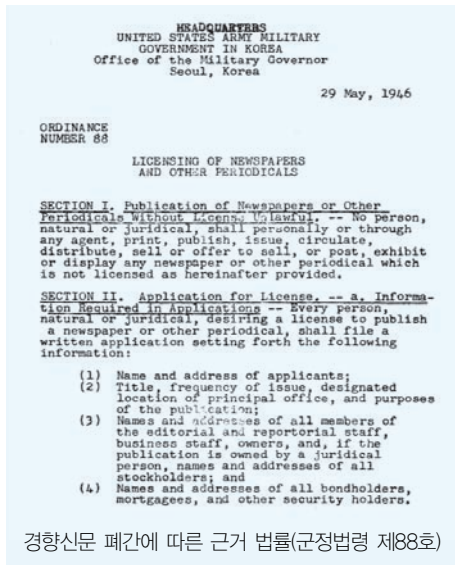 HEADQUARTERS
UNITED STATES ARMY MILITARY
GOVERNMENT IN KOREA
Office of the Military Governor
Seoul, Korea
29 May, 1946
ORDINANCE
NUMBER 88
LICENSING OF NEWSPAPERS
AND OTHER PERIODICALS
SECTION I. Publication of Newspapers or Other
Periodicals Without License Unlawful. -- No person,
natural or juridical, shall personally or through
any agent, print, publish, issue, circulate,
distribute, sell or offer to sell, or post, exhibit
or display any newspaper or other periodical which
is not licensed as hereinafter provided.
SECTION II. Application for License. -- a. Informa-
tion Required in Applications -- Every person,
natural or juridical, desiring a license to publish
a newspaper or other periodical, shall file a
written application setting forth the following
information:
(1) Name and address of applicants;
(2) Title, frequency of issue, designated
location of principal office, and purposes
of the publication;
(3) Names and addresses of all members of
the editorial and reportorial staff,
business staff, owners, and, if the
publication is owned by a juridical
person, names and addresses of all
stockholders; and
(4) Names and addresses of all bondholders,
mortgagees, and other security holders.
경향신문 폐간에 따른 근거 법률(군정법령 제88호)